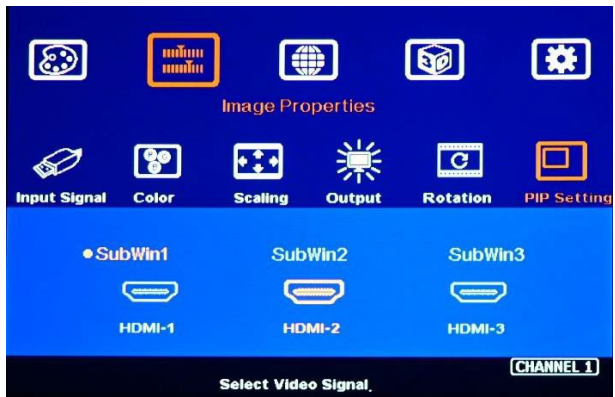 3D
Image Properties
Input Signal Color Scaling Output Rotation PIP Setting
SubWin1 SubWin2 SubWin3
HDMI-1 HDMI-2 HDMI-3
CHANNEL 1
Select Video Signal.